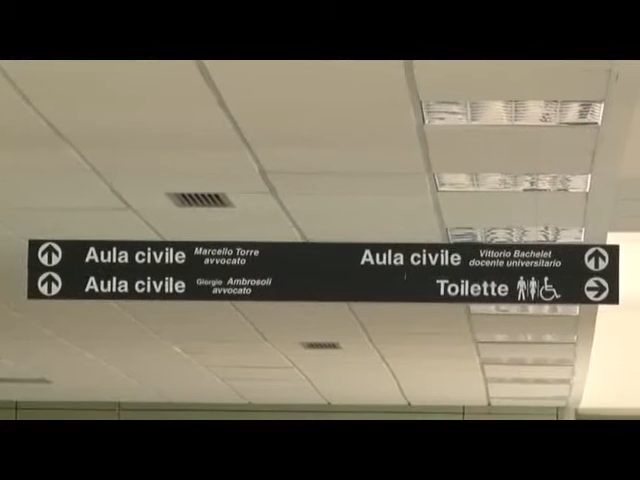 Aula civile Marcello Torre avvocato
Aula civile Giorgio Ambrosoli avvocato
Aula civile Vittorio Bachelet docente universitario
Toilette